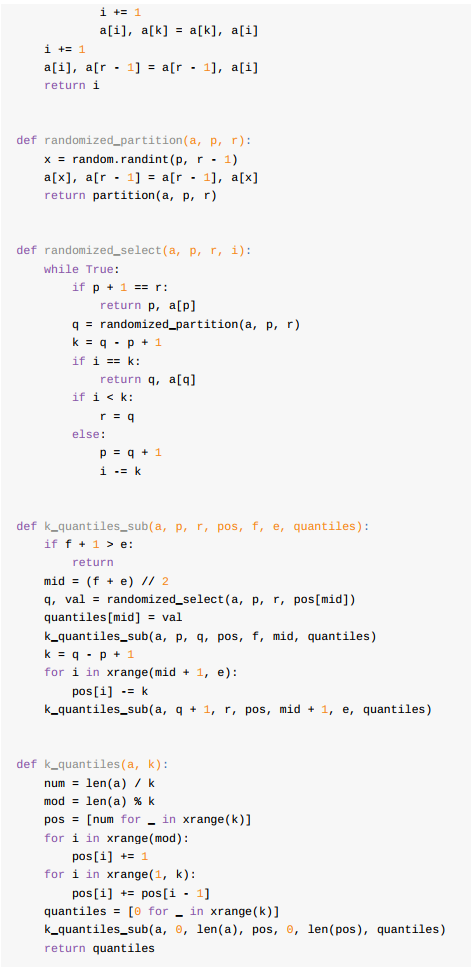 i += 1
            a[i], a[k] = a[k], a[i]
    i += 1
    a[i], a[r - 1] = a[r - 1], a[i]
    return i


def randomized_partition(a, p, r):
    x = random.randint(p, r - 1)
    a[x], a[r - 1] = a[r - 1], a[x]
    return partition(a, p, r)


def randomized_select(a, p, r, i):
    while True:
        if p + 1 == r:
            return p, a[p]
        q = randomized_partition(a, p, r)
        k = q - p + 1
        if i == k:
            return q, a[q]
        if i < k:
            r = q
        else:
            p = q + 1
            i -= k


def k_quantiles_sub(a, p, r, pos, f, e, quantiles):
    if f + 1 > e:
        return
    mid = (f + e) // 2
    q, val = randomized_select(a, p, r, pos[mid])
    quantiles[mid] = val
    k_quantiles_sub(a, p, q, pos, f, mid, quantiles)
    k = q - p + 1
    for i in xrange(mid + 1, e):
        pos[i] -= k
    k_quantiles_sub(a, q + 1, r, pos, mid + 1, e, quantiles)


def k_quantiles(a, k):
    num = len(a) / k
    mod = len(a) % k
    pos = [num for _ in xrange(k)]
    for i in xrange(mod):
        pos[i] += 1
    for i in xrange(1, k):
        pos[i] += pos[i - 1]
    quantiles = [0 for _ in xrange(k)]
    k_quantiles_sub(a, 0, len(a), pos, 0, len(pos), quantiles)
    return quantiles